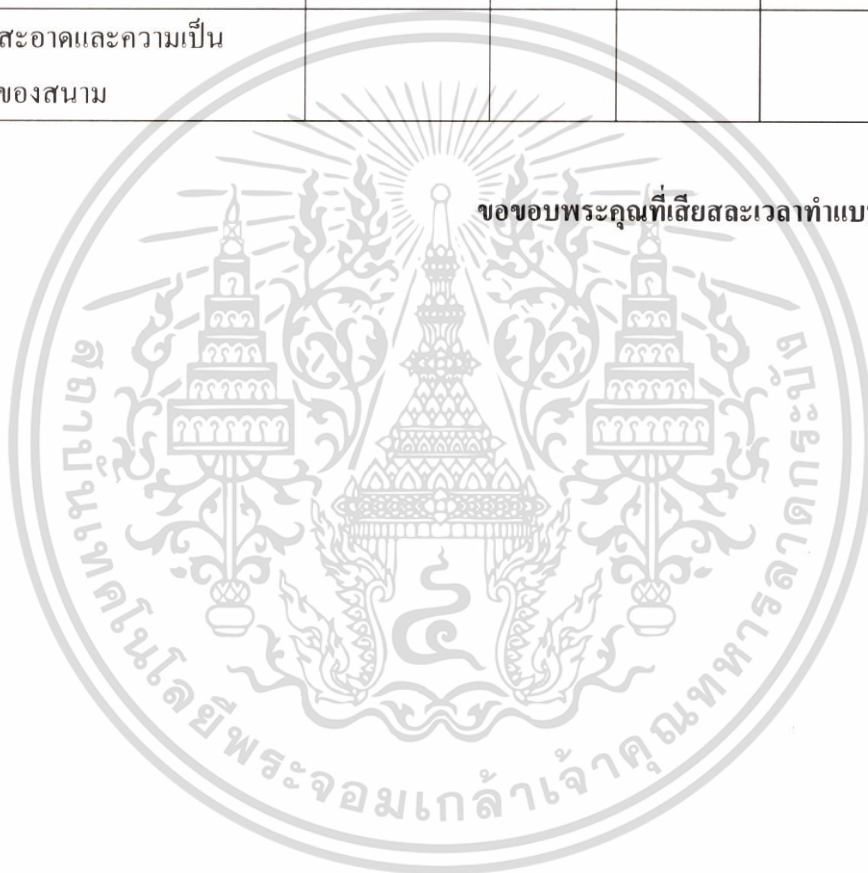 สะอาดและความเป็น
ของสนาม
ขอขอบพระคุณที่เสียสละเวลาทำแบบ
สถาบันเทคโนโลยีพระจอมเกล้าเจ้าคุณทหารลาดกระบัง